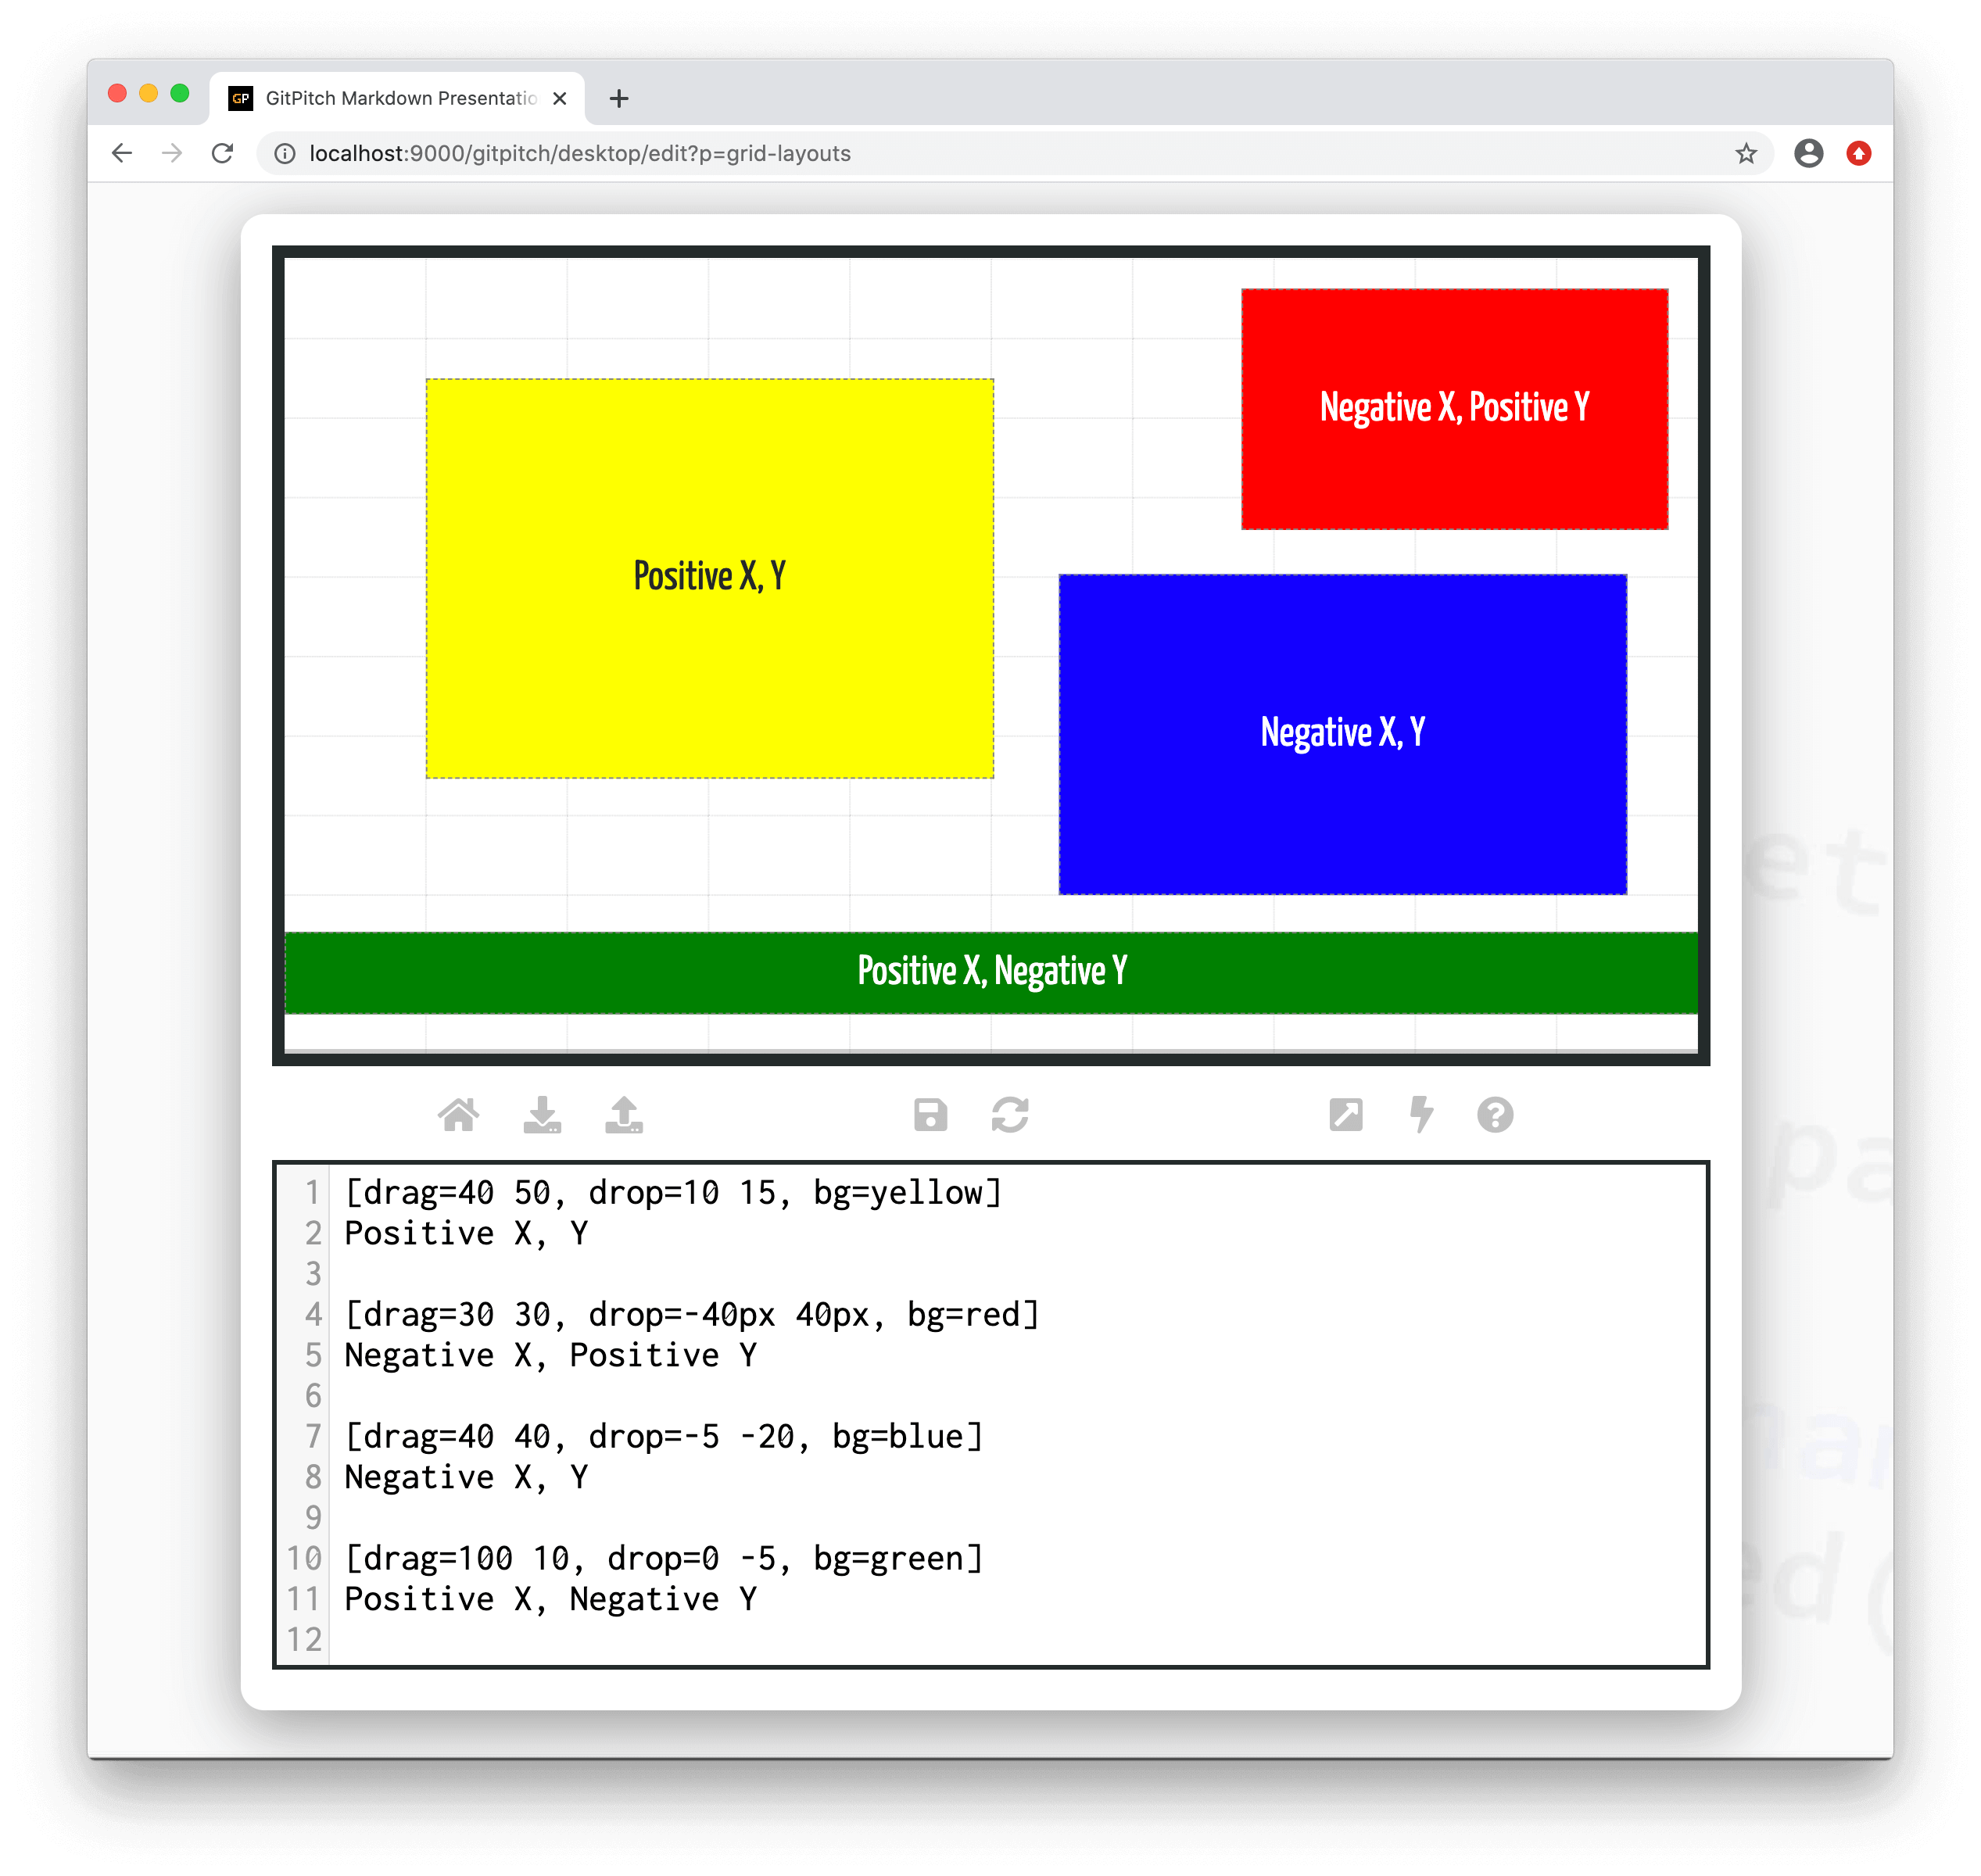 GP GitPitch Markdown Presentatio
localhost:9000/gitpitch/desktop/edit?p=grid-layouts
Negative X, Positive Y
Positive X, Y
Negative X, Y
Positive X, Negative Y
1 [drag=40 50, drop=10 15, bg=yellow]
2 Positive X, Y
3
4 [drag=30 30, drop=-40px 40px, bg=red]
5 Negative X, Positive Y
6
7 [drag=40 40, drop=-5 -20, bg=blue]
8 Negative X, Y
9
10 [drag=100 10, drop=0 -5, bg=green]
11 Positive X, Negative Y
12